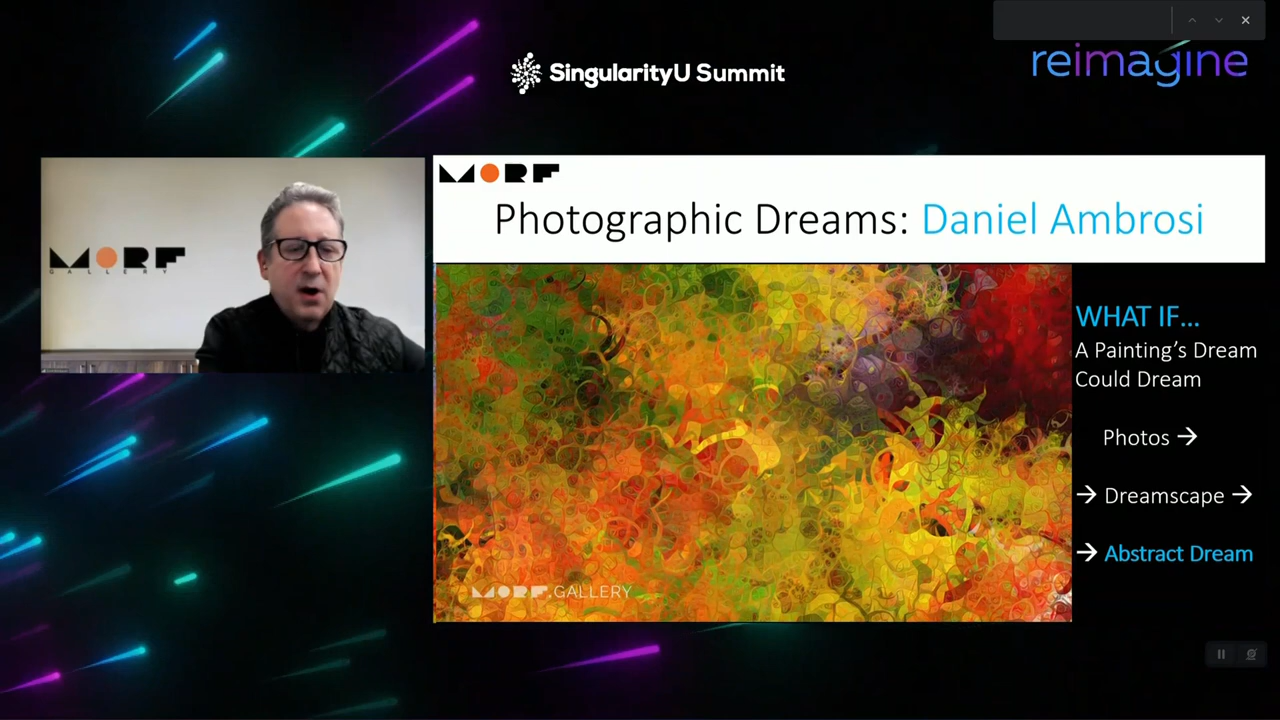 SingularityU Summit
reimagine
MORF
GALLERY
MORF
Photographic Dreams: Daniel Ambrosi
WHAT IF...
A Painting's Dream
Could Dream
Photos →
→ Dreamscape →
→ Abstract Dream
MORF.GALLERY